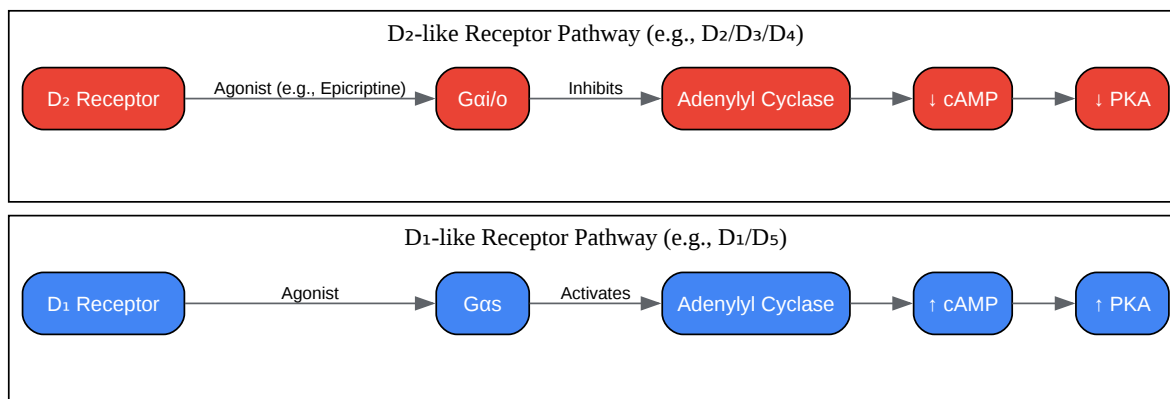 D₂-like Receptor Pathway (e.g., D₂/D₃/D₄)
D₂ Receptor
Agonist (e.g., Epicriptine)
Gαi/o
Inhibits
Adenylyl Cyclase
↓ cAMP
↓ PKA
D₁-like Receptor Pathway (e.g., D₁/D₅)
D₁ Receptor
Agonist
Gαs
Activates
Adenylyl Cyclase
↑ cAMP
↑ PKA